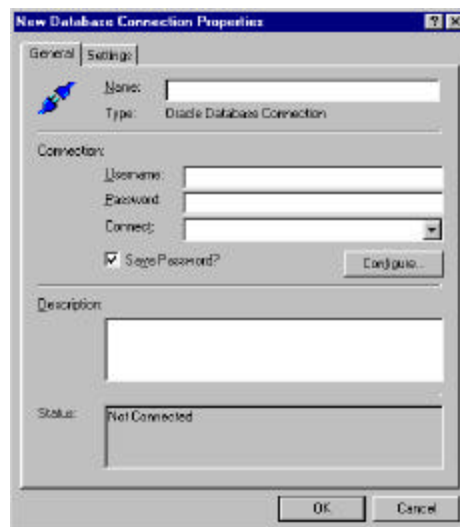 New Database Connection Properties
General Settings
Name:
Type: Oracle Database Connection
Connection:
Username:
Password:
Connect:
Save Password?
Configure...
Description:
Status: Not Connected
OK Cancel